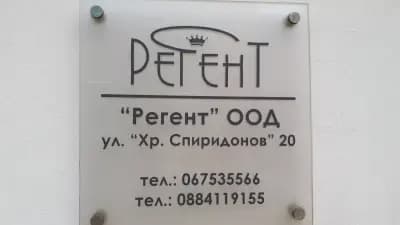 РЕГЕНТ
“Регент” ООД
ул. “Хр. Спиридонов” 20
тел.: 067535566
тел.: 0884119155